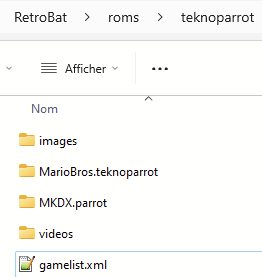 RetroBat > roms > teknoparrot
Afficher
Nom
images
MarioBros.teknoparrot
MKDX.parrot
videos
gamelist.xml